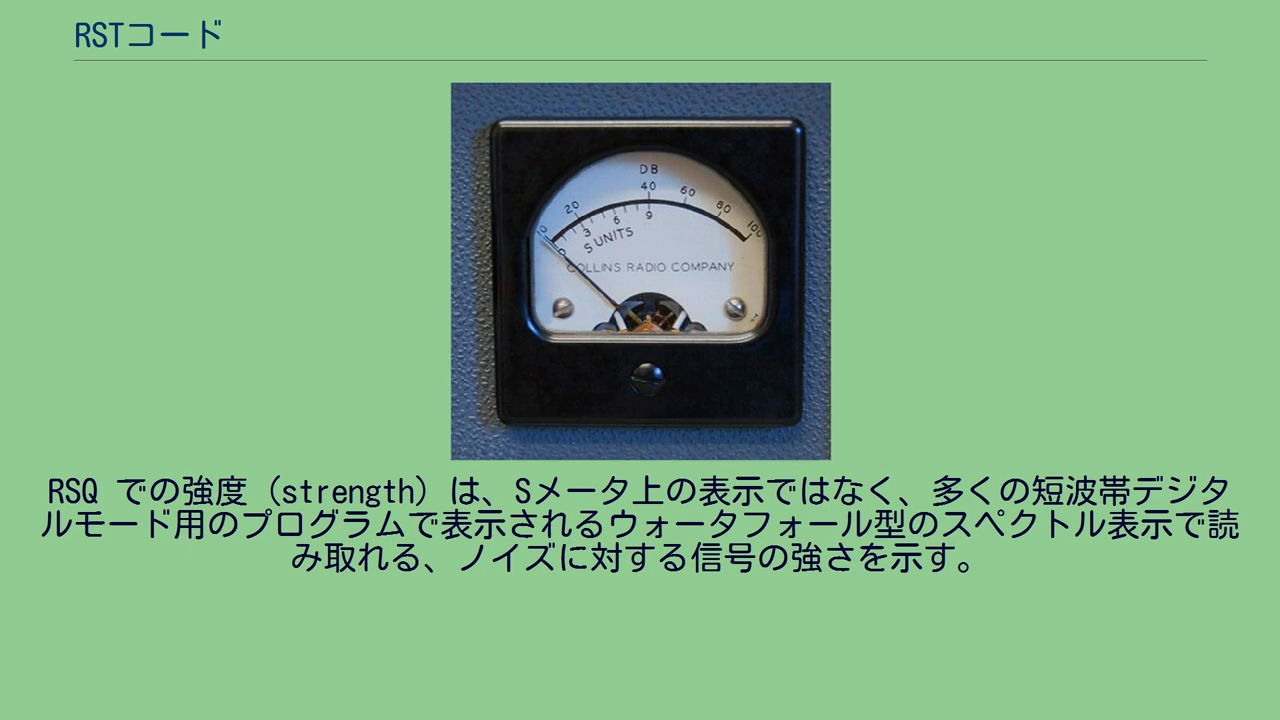 RSTコード
DB
10 20 40 60 80 100
0 3 6 9
S UNITS
COLLINS RADIO COMPANY
RSQ での強度（strength）は、Sメータ上の表示ではなく、多くの短波帯デジタ
ルモード用のプログラムで表示されるウォータフォール型のスペクトル表示で読
み取れる、ノイズに対する信号の強さを示す。